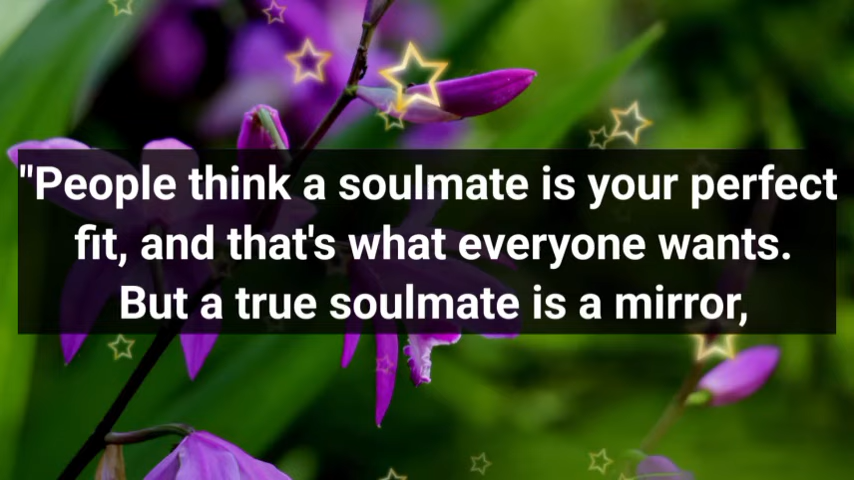 "People think a soulmate is your perfect
fit, and that's what everyone wants.
But a true soulmate is a mirror,